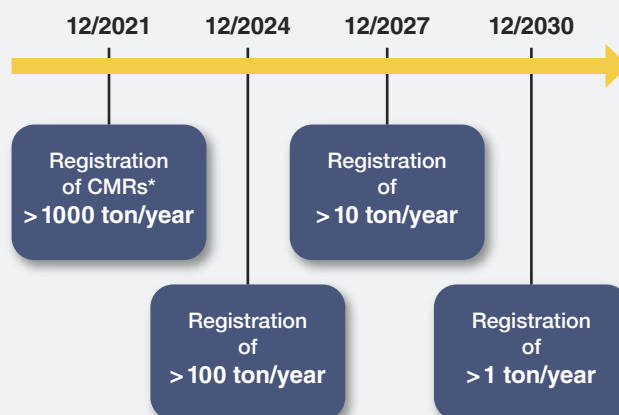 12/2021 12/2024 12/2027 12/2030
Registration
of CMRs*
>1000 ton/year
Registration
of
>10 ton/year
Registration
of
>100 ton/year
Registration
of
>1 ton/year